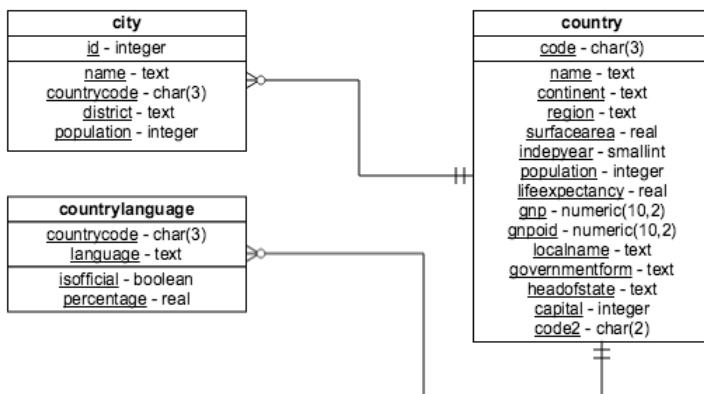 city
id - integer
name - text
countrycode - char(3)
district - text
population - integer
countrylanguage
countrycode - char(3)
language - text
isofficial - boolean
percentage - real
country
code - char(3)
name - text
continent - text
region - text
surfacearea - real
indepyear - smallint
population - integer
lifeexpectancy - real
gnp - numeric(10,2)
gnpoid - numeric(10,2)
localname - text
governmentform - text
headofstate - text
capital - integer
code2 - char(2)